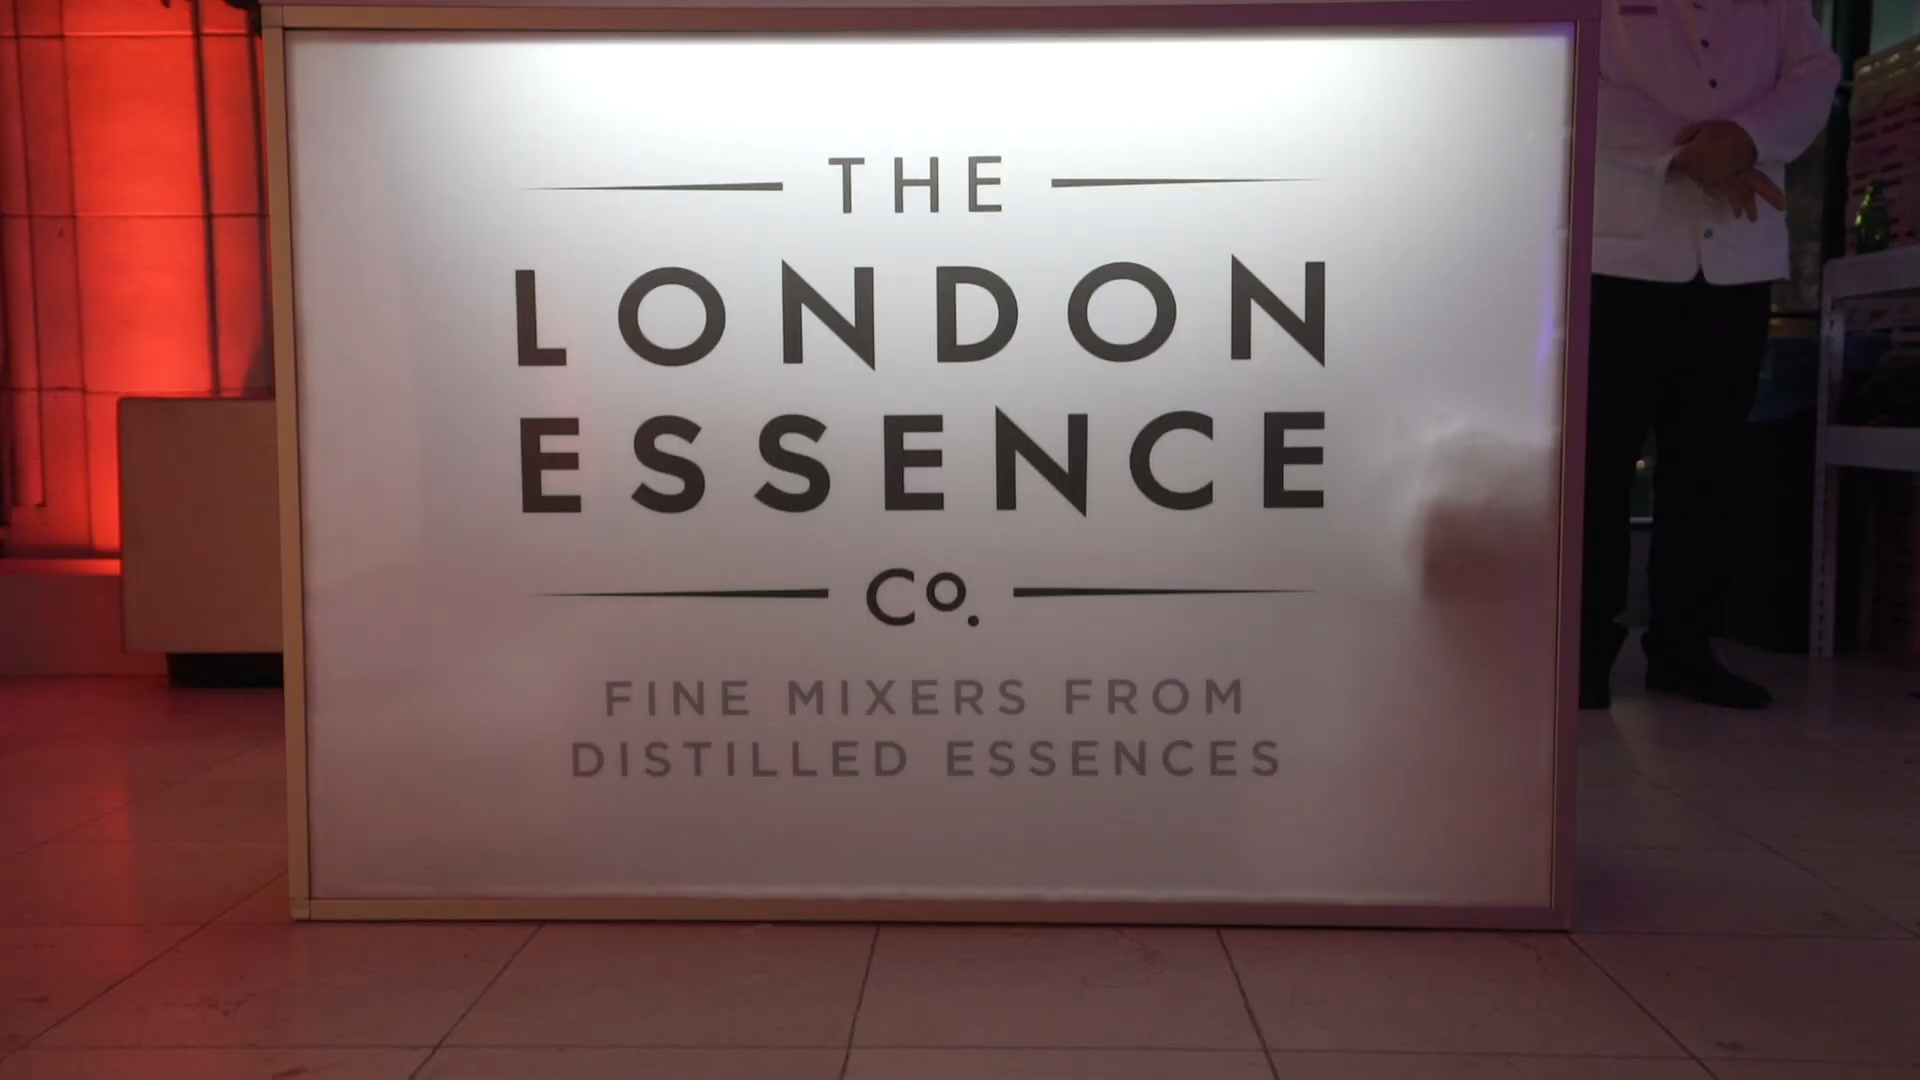 THE
LONDON
ESSENCE
Co.
FINE MIXERS FROM
DISTILLED ESSENCES